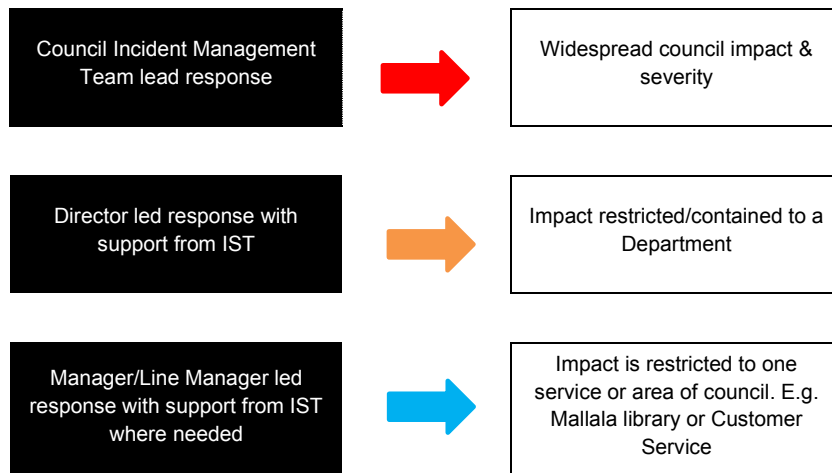 Council Incident Management
Team lead response
Widespread council impact &
severity
Director led response with
support from IST
Impact restricted/contained to a
Department
Manager/Line Manager led
response with support from IST
where needed
Impact is restricted to one
service or area of council. E.g.
Mallala library or Customer
Service